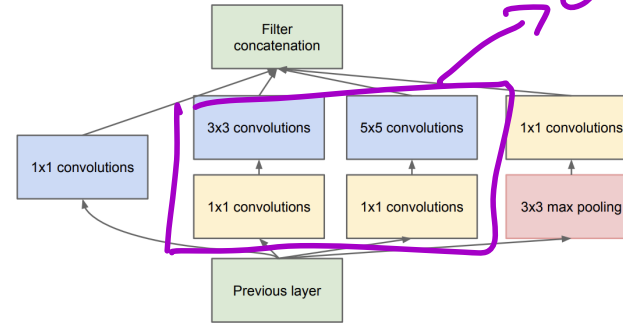 Filter
concatenation
3x3 convolutions
5x5 convolutions
1x1 convolutions
1x1 convolutions
1x1 convolutions
1x1 convolutions
3x3 max pooling
Previous layer